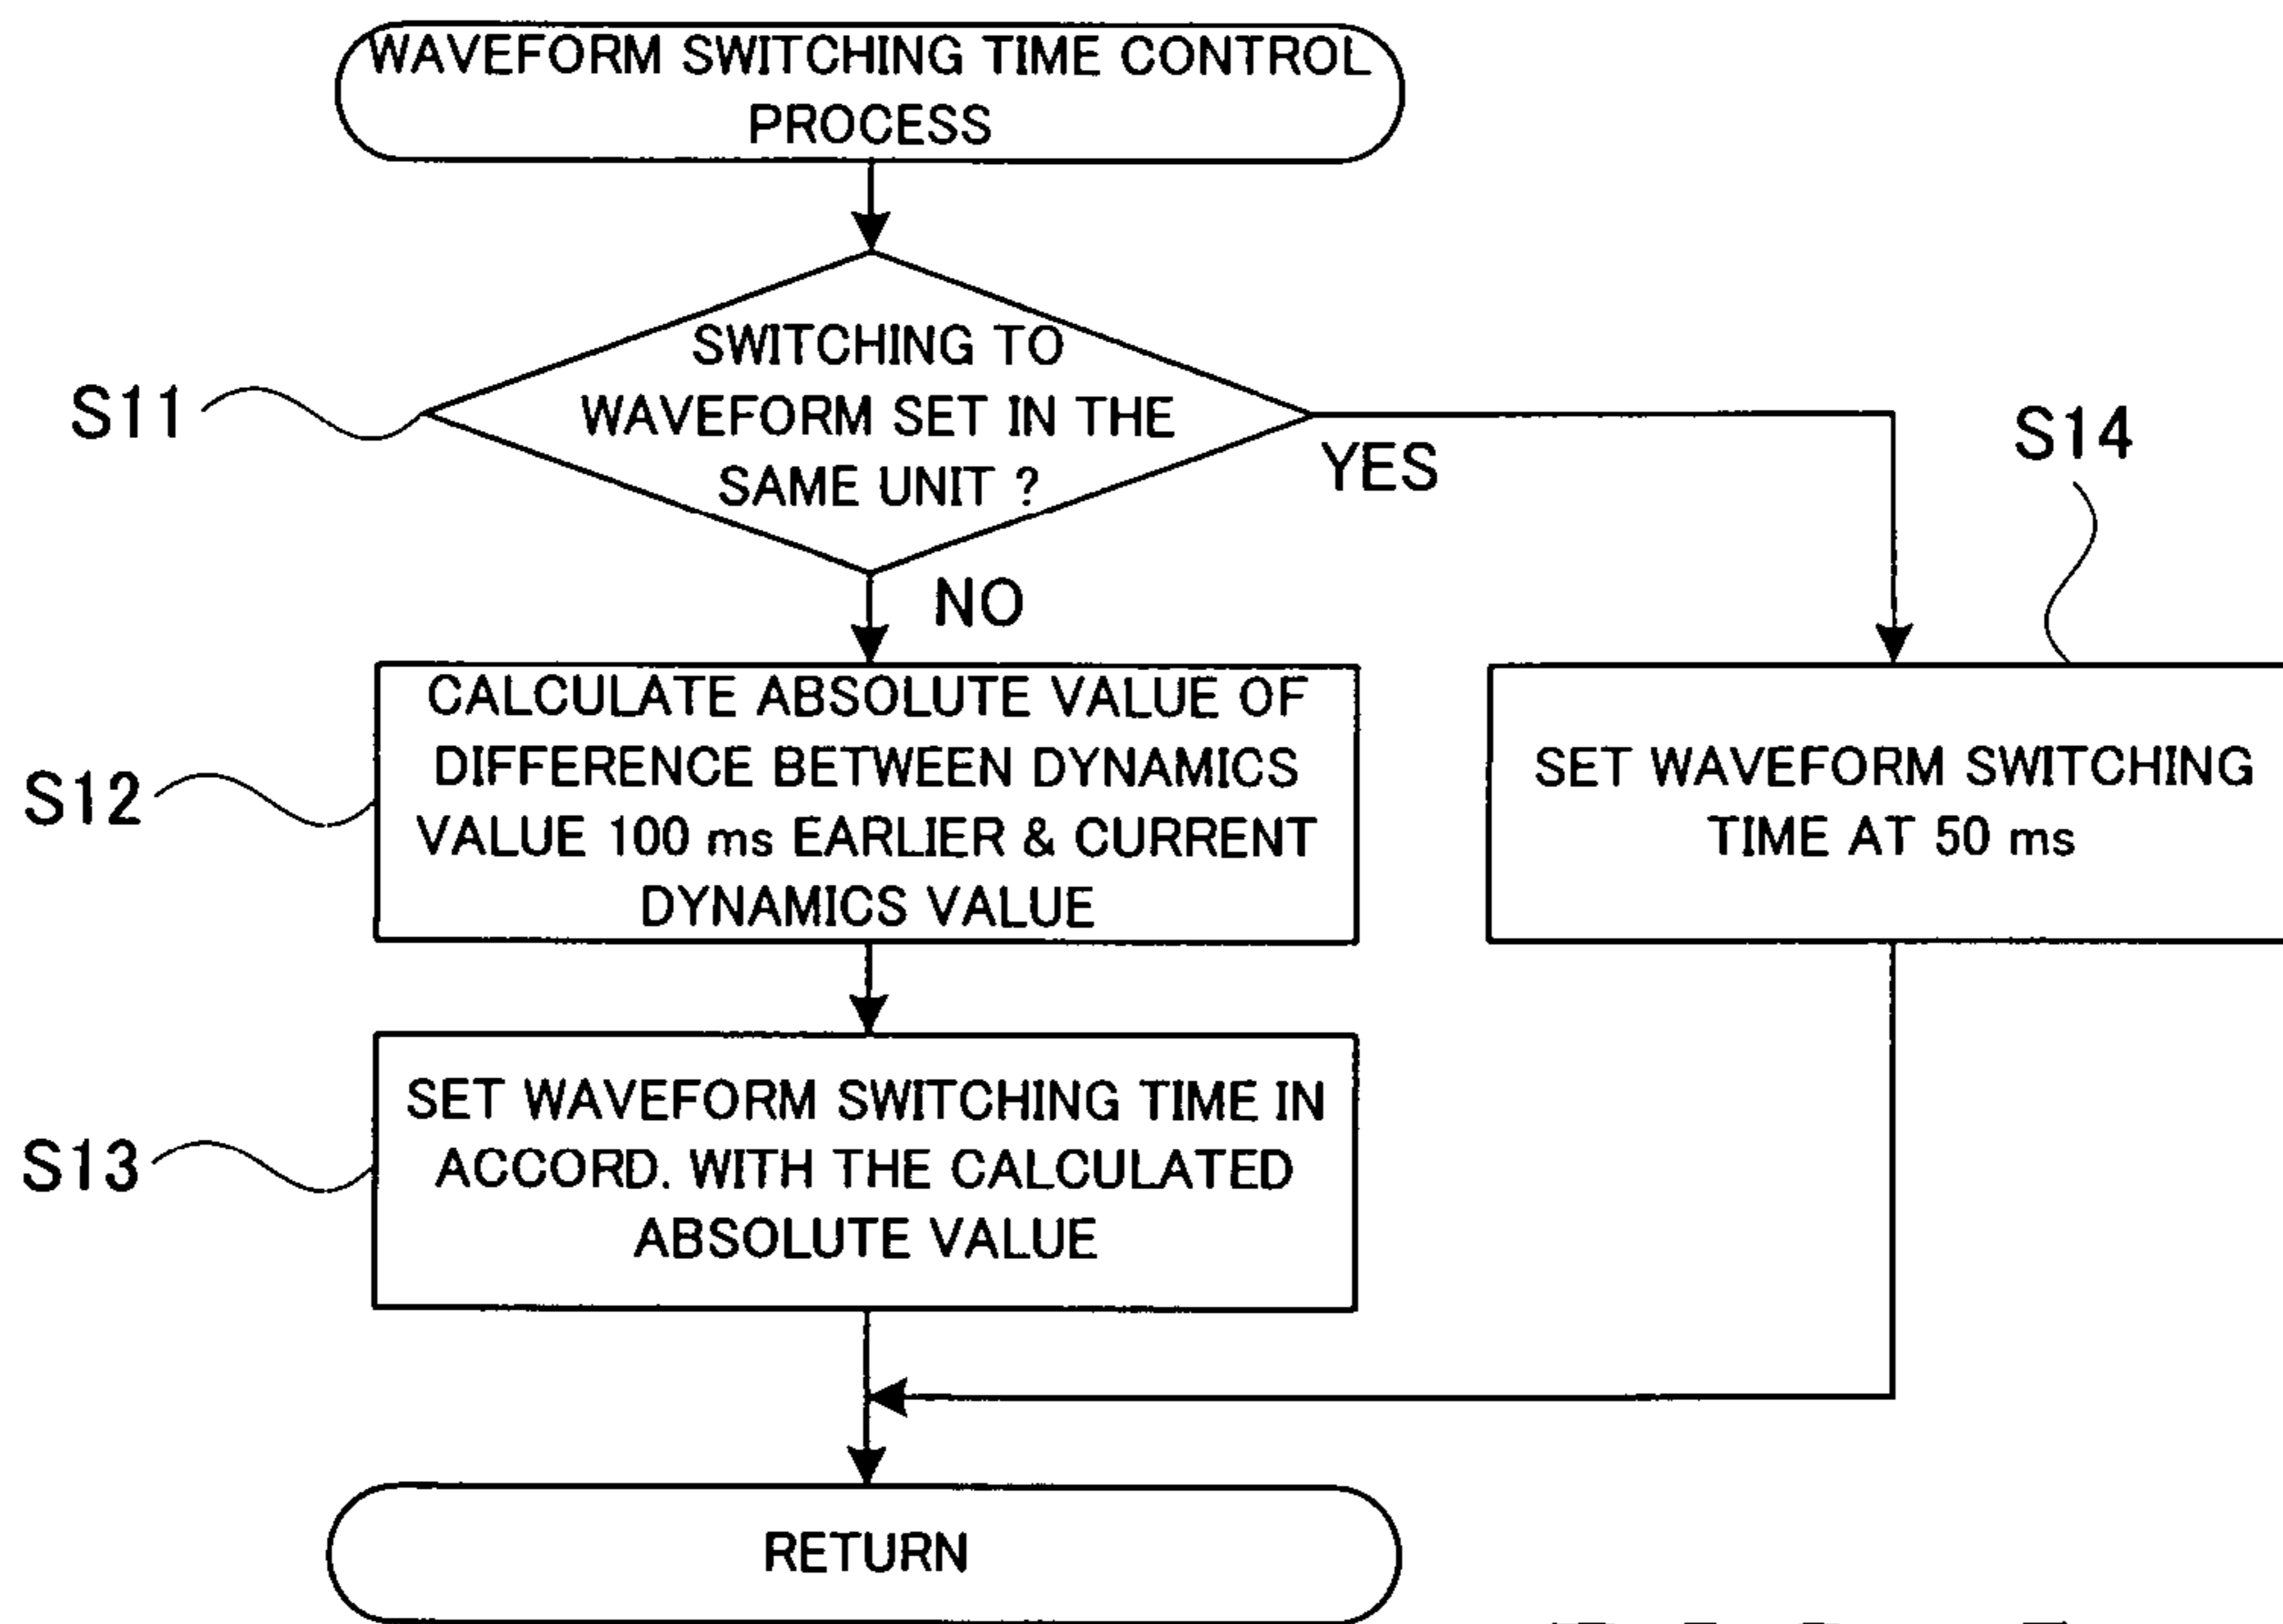 WAVEFORM SWITCHING TIME CONTROL
PROCESS
SWITCHING TO
WAVEFORM SET IN THE
SAME UNIT ?
S11
YES
S14
NO
CALCULATE ABSOLUTE VALUE OF
DIFFERENCE BETWEEN DYNAMICS
VALUE 100 ms EARLIER & CURRENT
DYNAMICS VALUE
S12
SET WAVEFORM SWITCHING
TIME AT 50 ms
SET WAVEFORM SWITCHING TIME IN
ACCORD. WITH THE CALCULATED
ABSOLUTE VALUE
S13
RETURN